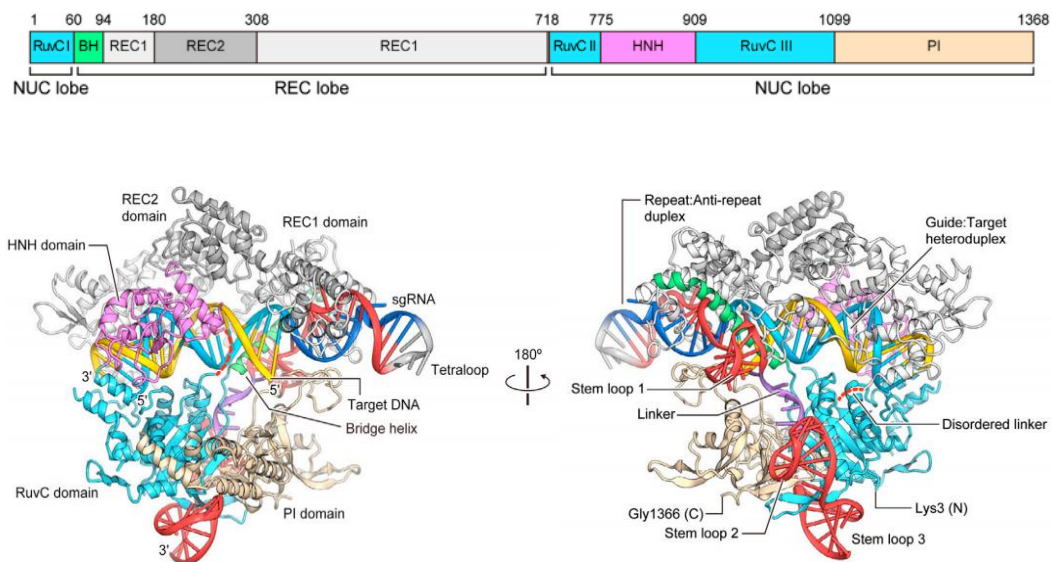 1 60 94 180 308 718 775 909 1099 1368
RuvC I BH REC1 REC2 REC1 RuvC II HNH RuvC III PI
NUC lobe REC lobe NUC lobe
REC2
domain
REC1 domain
HNH domain
sgRNA
Tetraloop
3'
5'
5'
Target DNA
Bridge helix
RuvC domain
PI domain
3'
180º
Repeat:Anti-repeat
duplex
Guide:Target
heteroduplex
Stem loop 1
Linker
Disordered linker
Gly1366 (C)
Lys3 (N)
Stem loop 2
Stem loop 3